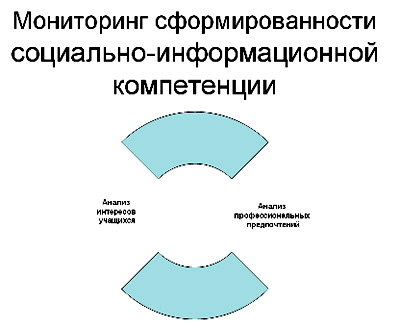 Мониторинг сформированности
социально-информационной
компетенции
Анализ
интересов
учащихся
Анализ
профессиональных
предпочтений